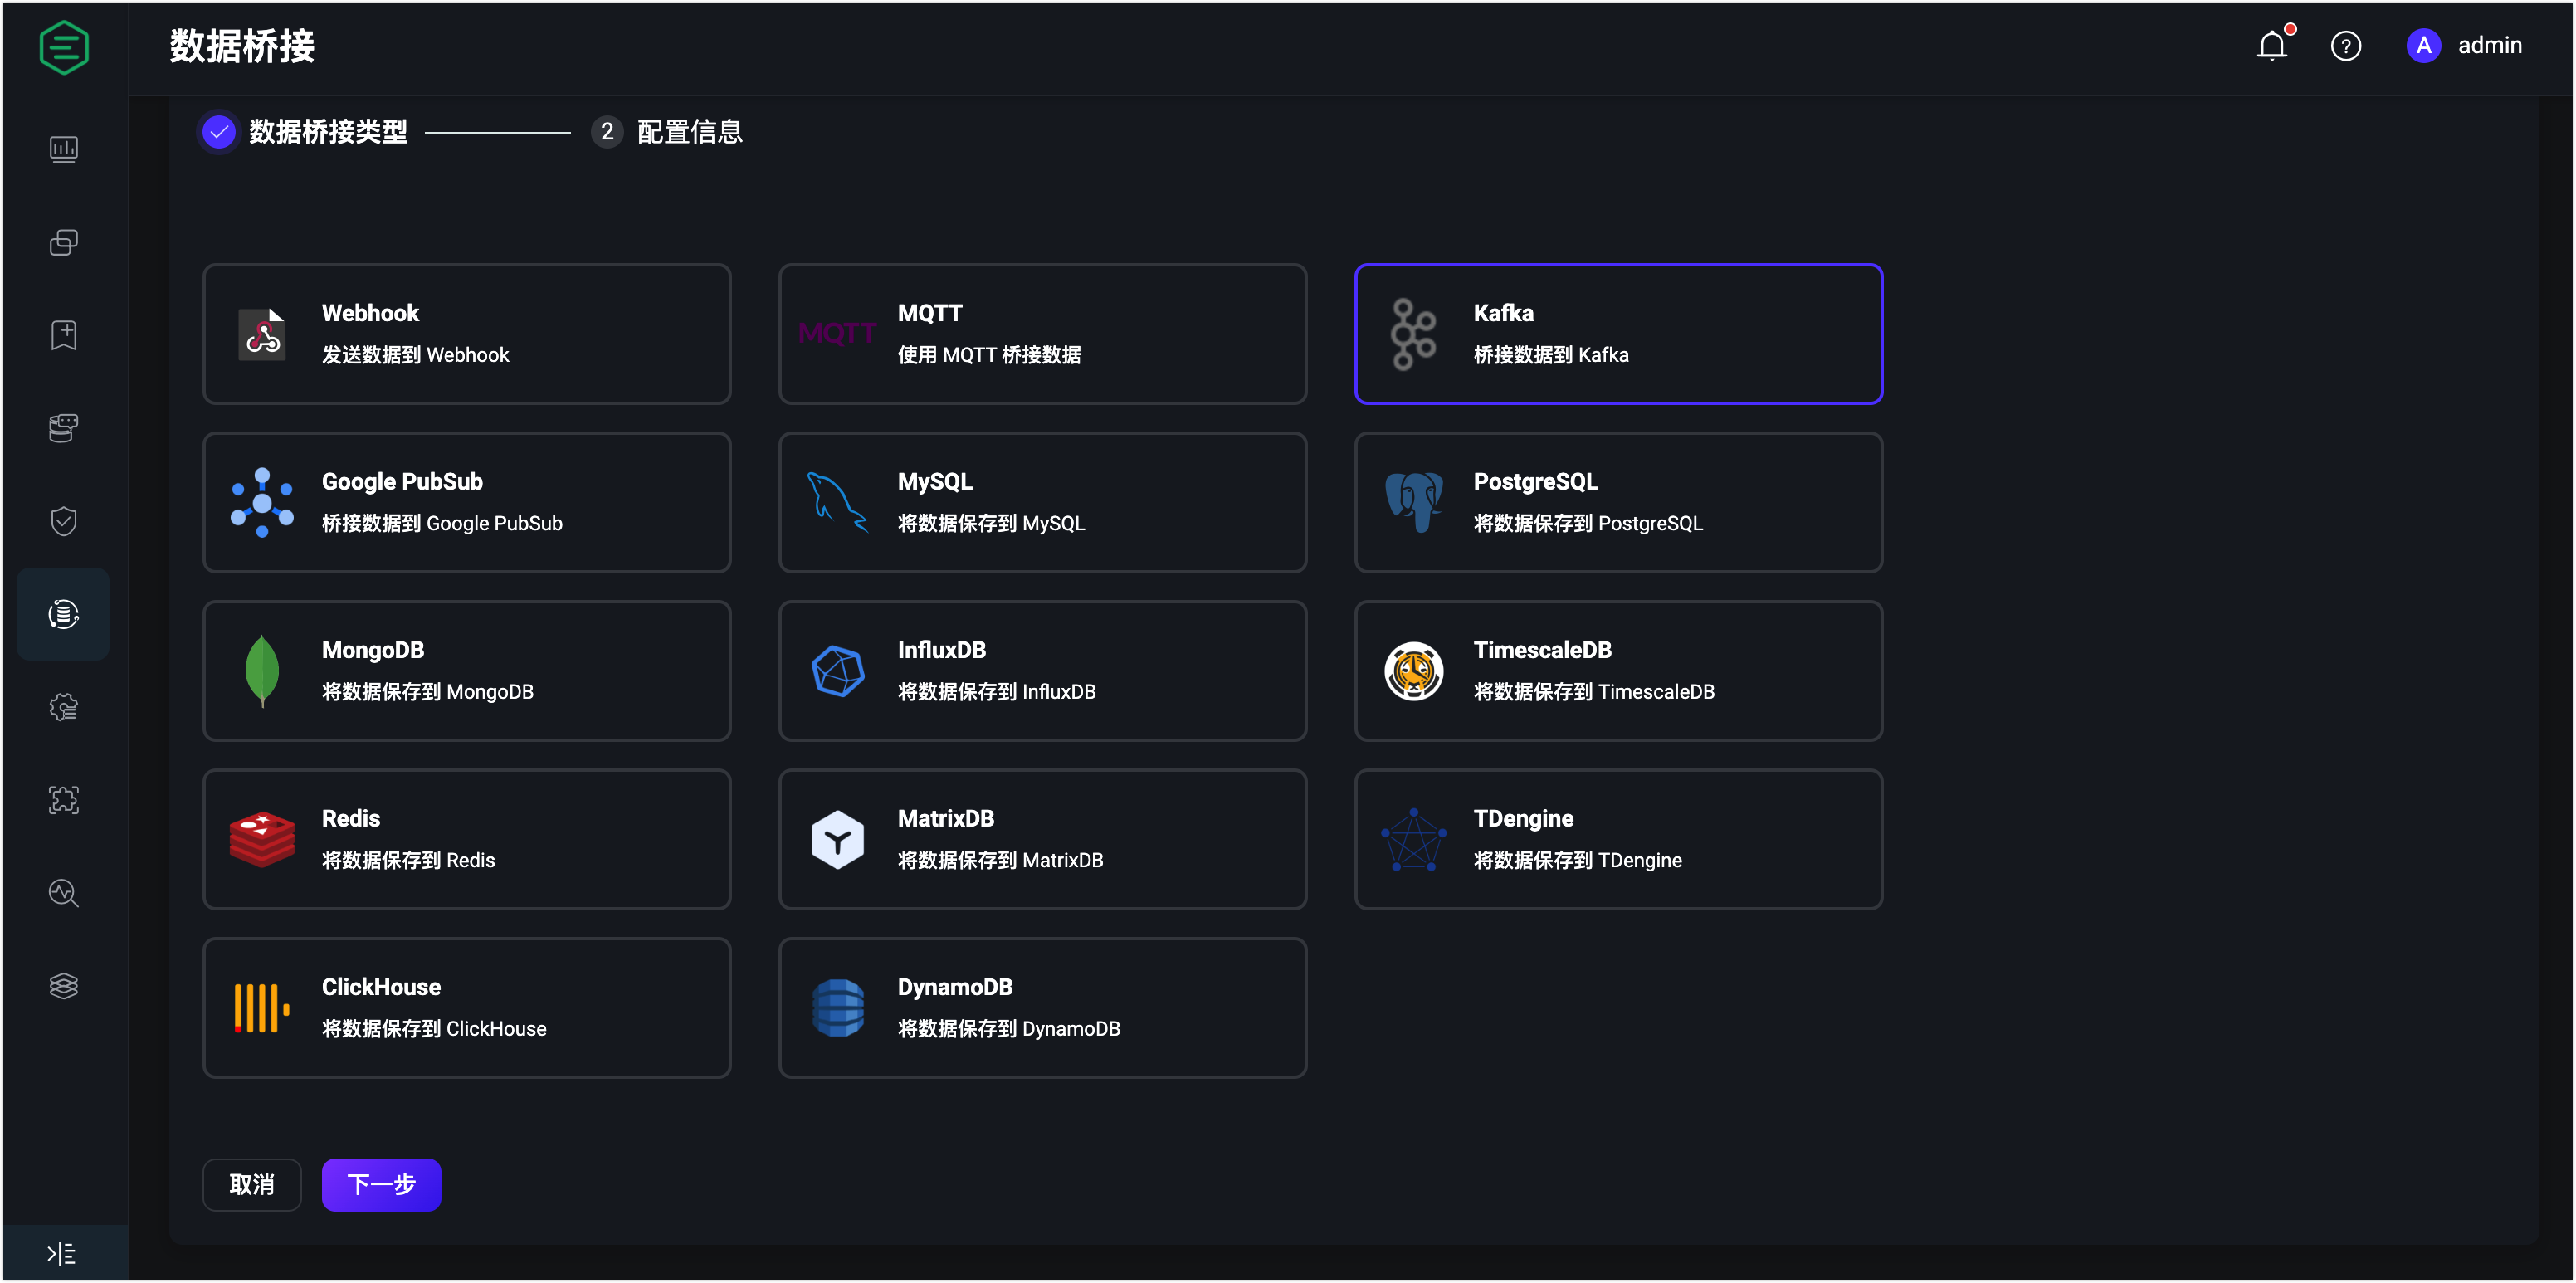 数据桥接
?
A
admin
数据桥接类型
2
配置信息
Webhook
发送数据到 Webhook
MQTT
MQTT
使用 MQTT 桥接数据
Kafka
桥接数据到 Kafka
Google PubSub
桥接数据到 Google PubSub
MySQL
将数据保存到 MySQL
PostgreSQL
将数据保存到 PostgreSQL
MongoDB
将数据保存到 MongoDB
InfluxDB
将数据保存到 InfluxDB
TimescaleDB
将数据保存到 TimescaleDB
Redis
将数据保存到 Redis
MatrixDB
将数据保存到 MatrixDB
TDengine
将数据保存到 TDengine
ClickHouse
将数据保存到 ClickHouse
DynamoDB
将数据保存到 DynamoDB
取消
下一步